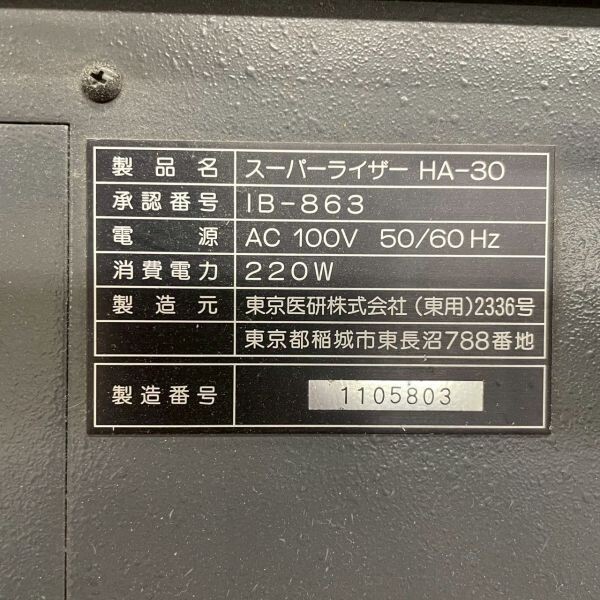 製品名 スーパーライザー HA-30
承認番号 IB-863
電源 AC 100V 50/60Hz
消費電力 220W
製造元 東京医研株式会社 (東用)2336号
東京都稲城市東長沼788番地
製造番号 1105803